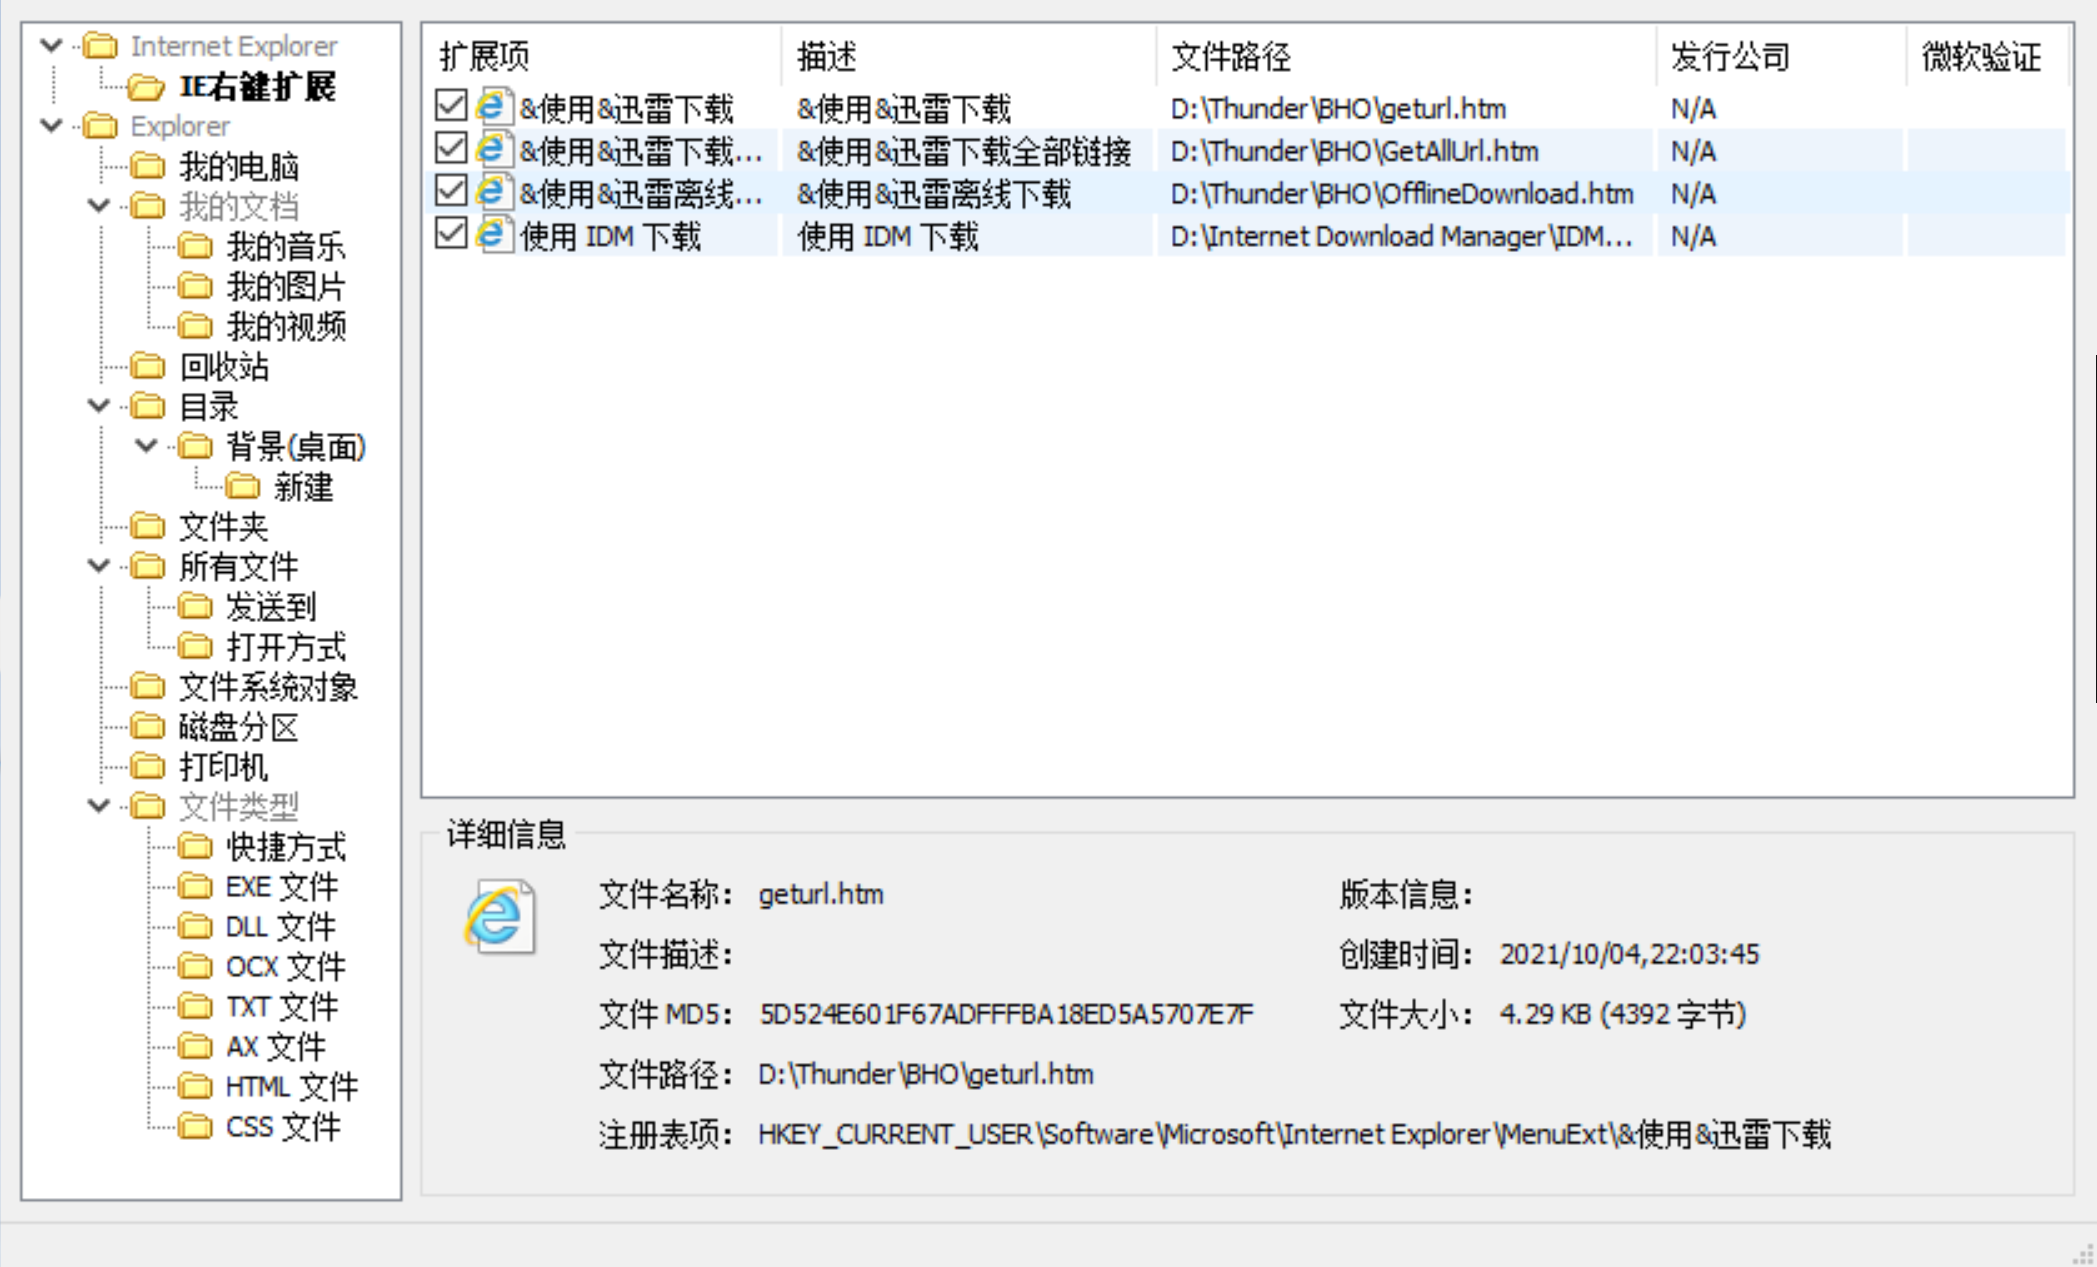 Internet Explorer
IE右键扩展
Explorer
我的电脑
我的文档
我的音乐
我的图片
我的视频
回收站
目录
背景(桌面)
新建
文件夹
所有文件
发送到
打开方式
文件系统对象
磁盘分区
打印机
文件类型
快捷方式
EXE 文件
DLL 文件
OCX 文件
TXT 文件
AX 文件
HTML 文件
CSS 文件
扩展项 描述 文件路径 发行公司 微软验证
&使用&迅雷下载 &使用&迅雷下载 D:\Thunder\BHO\geturl.htm N/A
&使用&迅雷下载... &使用&迅雷下载全部链接 D:\Thunder\BHO\GetAllUrl.htm N/A
&使用&迅雷离线... &使用&迅雷离线下载 D:\Thunder\BHO\OfflineDownload.htm N/A
使用 IDM 下载 使用 IDM 下载 D:\Internet Download Manager\IDM... N/A
详细信息
文件名称: geturl.htm 版本信息:
文件描述: 创建时间: 2021/10/04,22:03:45
文件 MD5: 5D524E601F67ADFFFBA18ED5A5707E7F 文件大小: 4.29 KB (4392 字节)
文件路径: D:\Thunder\BHO\geturl.htm
注册表项: HKEY_CURRENT_USER\Software\Microsoft\Internet Explorer\MenuExt\&使用&迅雷下载